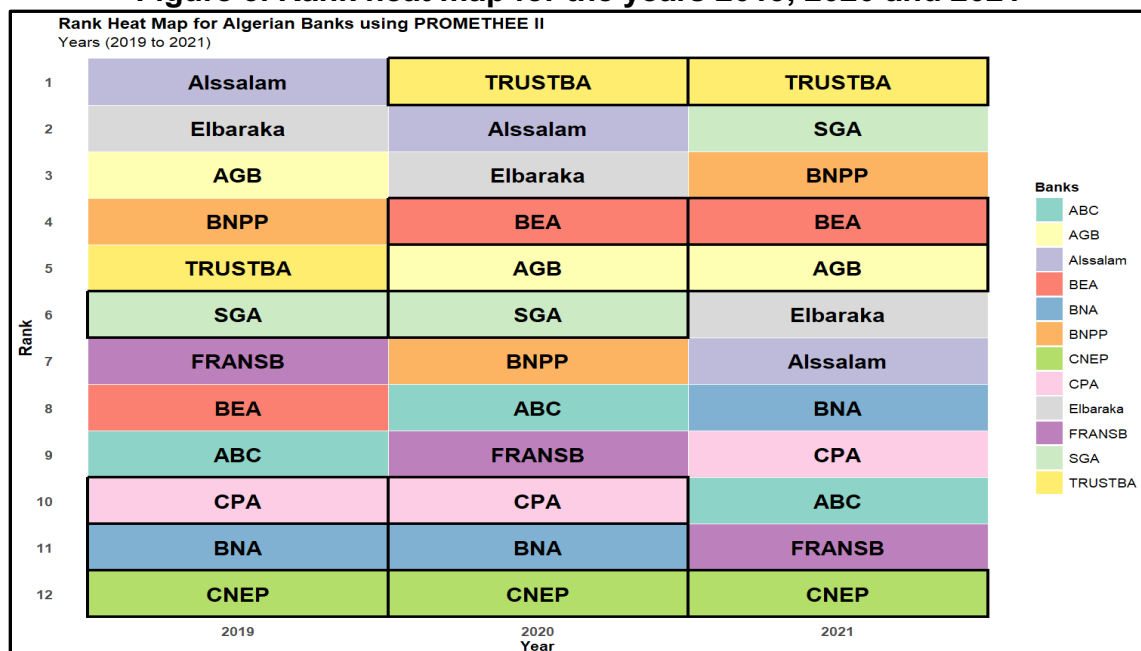 Rank Heat Map for Algerian Banks using PROMETHEE II
Years (2019 to 2021)
1 Alssalam TRUSTBA TRUSTBA
2 Elbaraka Alssalam SGA
3 AGB Elbaraka BNPP
4 BNPP BEA BEA
5 TRUSTBA AGB AGB
6 SGA SGA Elbaraka
7 FRANSB BNPP Alssalam
8 BEA ABC BNA
9 ABC FRANSB CPA
10 CPA CPA ABC
11 BNA BNA FRANSB
12 CNEP CNEP CNEP
2019 2020 2021
Year
Rank
Banks
ABC
AGB
Alssalam
BEA
BNA
BNPP
CNEP
CPA
Elbaraka
FRANSB
SGA
TRUSTBA